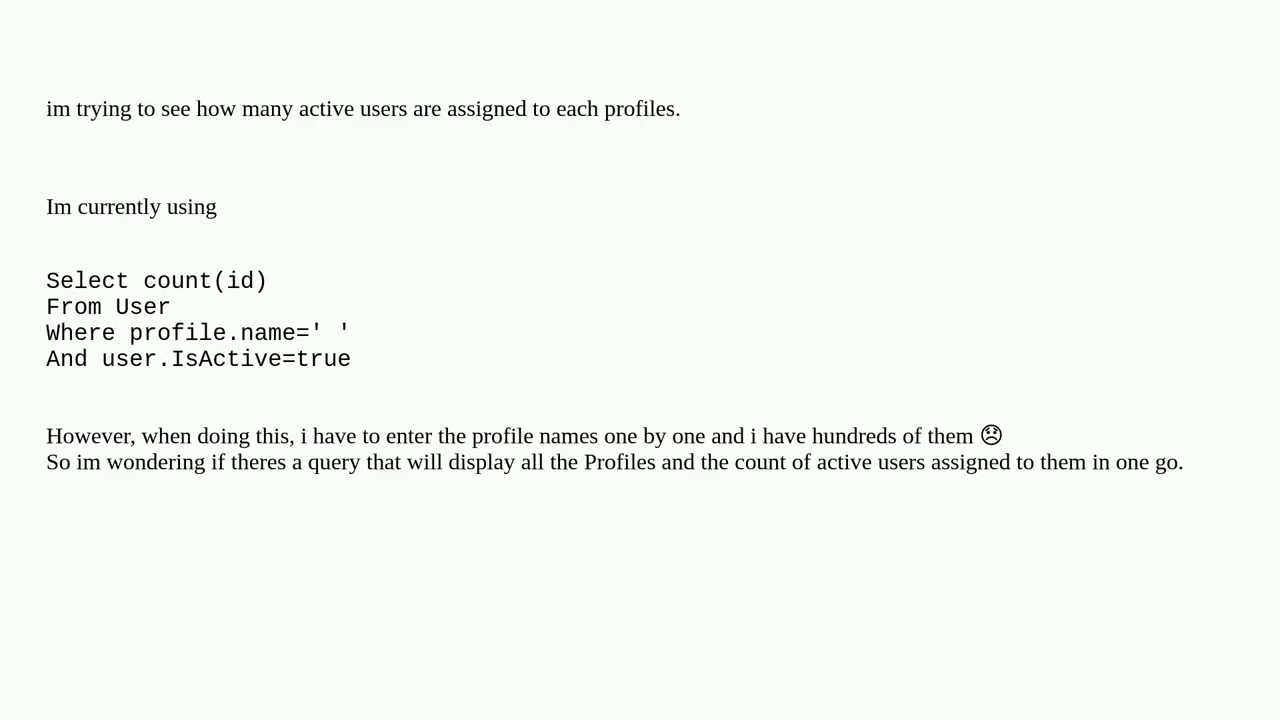 im trying to see how many active users are assigned to each profiles.
Im currently using
Select count(id)
From User
Where profile.name=' '
And user.IsActive=true
However, when doing this, i have to enter the profile names one by one and i have hundreds of them 😞
So im wondering if theres a query that will display all the Profiles and the count of active users assigned to them in one go.